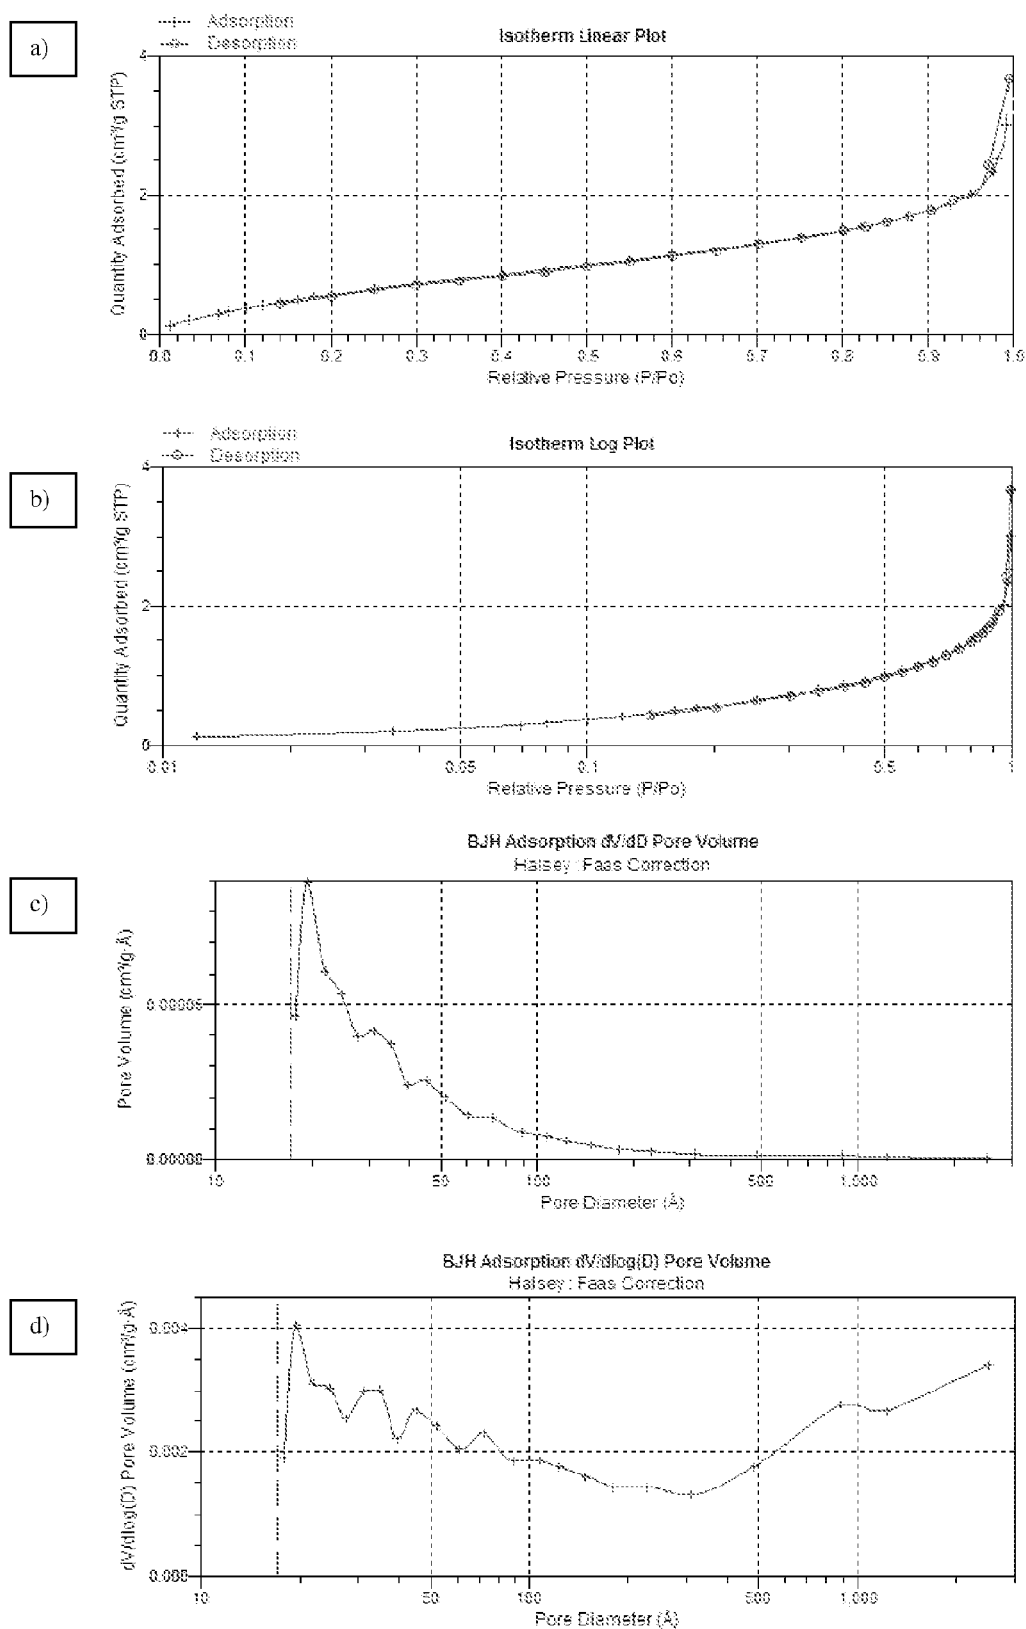 a)
Adsorption
Desorption
Isotherm Linear Plot
Quantity Adsorbed (cm³/g STP)
4
2
0
0.0 0.1 0.2 0.3 0.4 0.5 0.6 0.7 0.8 0.9 1.0
Relative Pressure (P/Po)
b)
Adsorption
Desorption
Isotherm Log Plot
Quantity Adsorbed (cm³/g STP)
4
2
0
0.01 0.05 0.1 0.5 1
Relative Pressure (P/Po)
c)
BJH Adsorption dV/dD Pore Volume
Halsey : Faas Correction
Pore Volume (cm³/g·Å)
0.00005
0.00000
10 50 100 500 1,000
Pore Diameter (Å)
d)
BJH Adsorption dV/dlog(D) Pore Volume
Halsey : Faas Correction
dV/dlog(D) Pore Volume (cm³/g·Å)
0.004
0.002
0.000
10 50 100 500 1,000
Pore Diameter (Å)